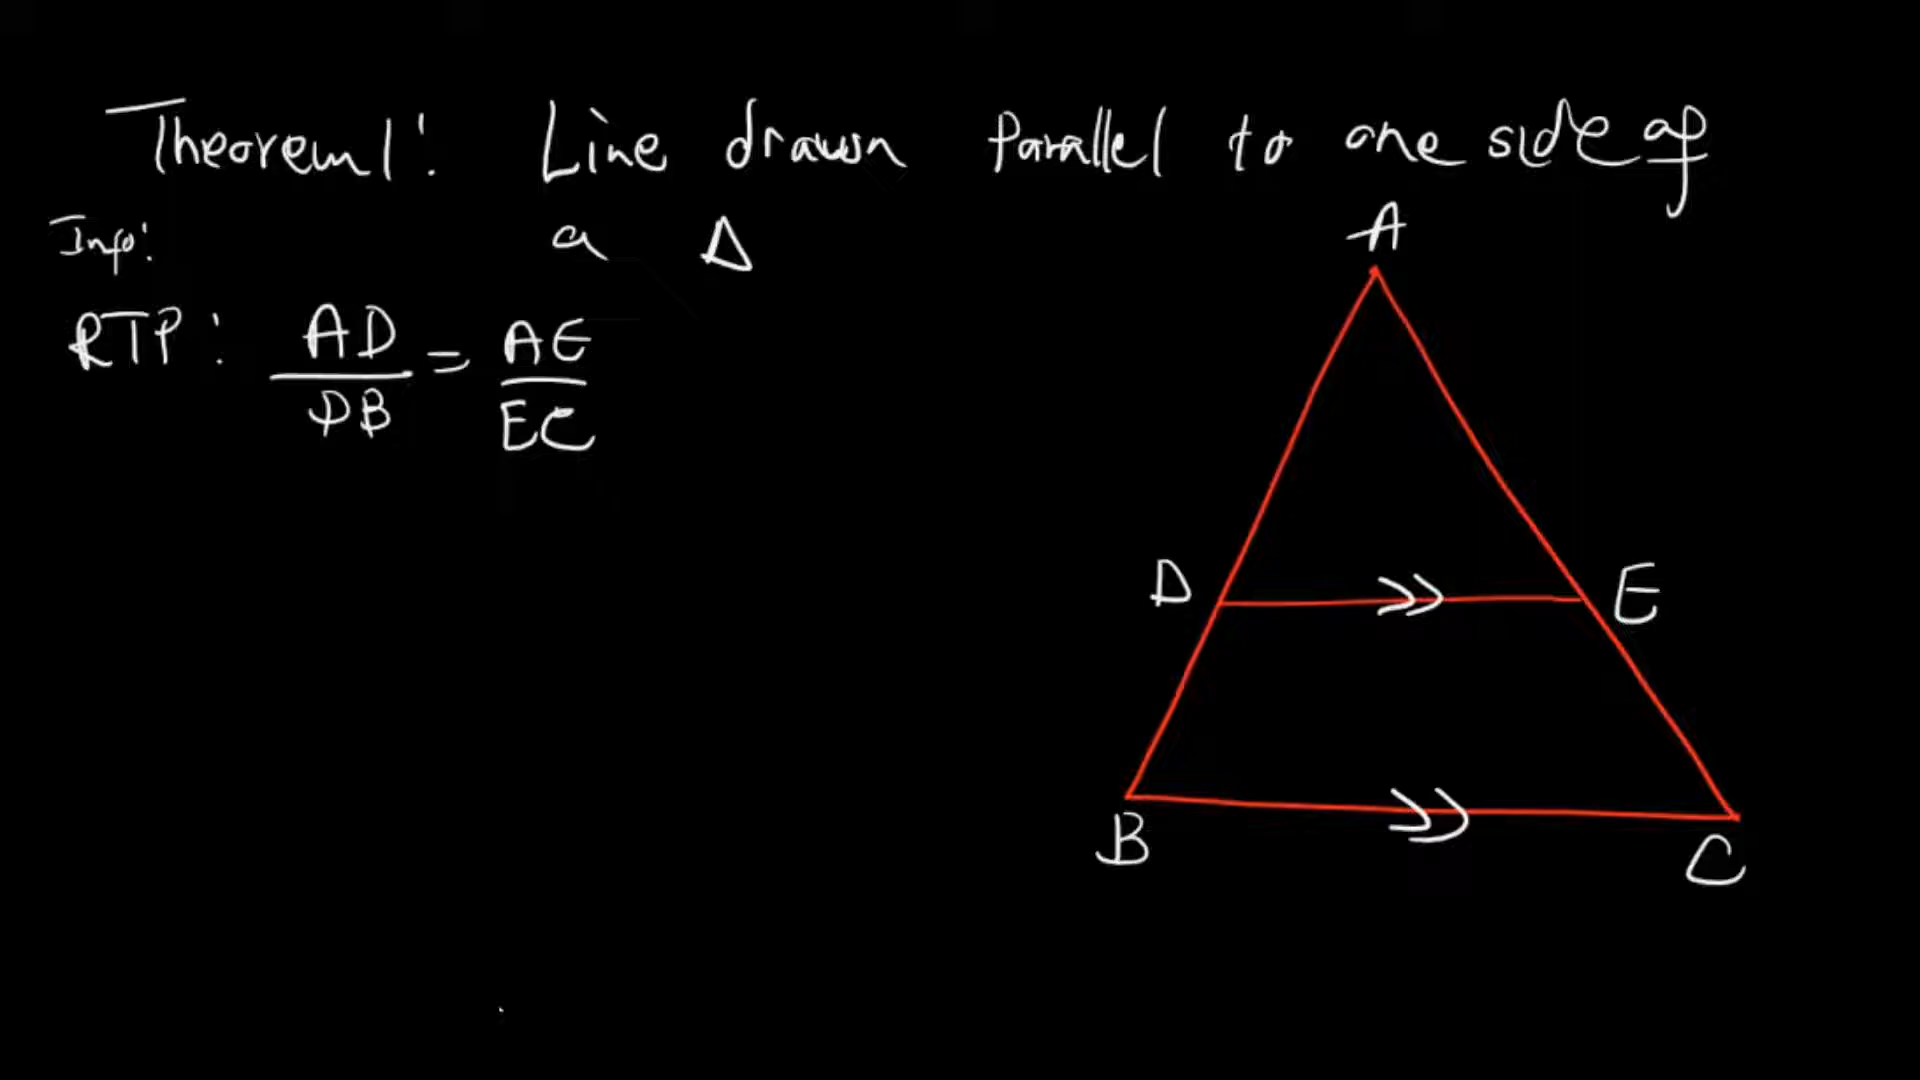 Theorem 1: Line drawn parallel to one side of
a Δ
Info:
RTP: AD/DB = AE/EC
A
D
E
B
C